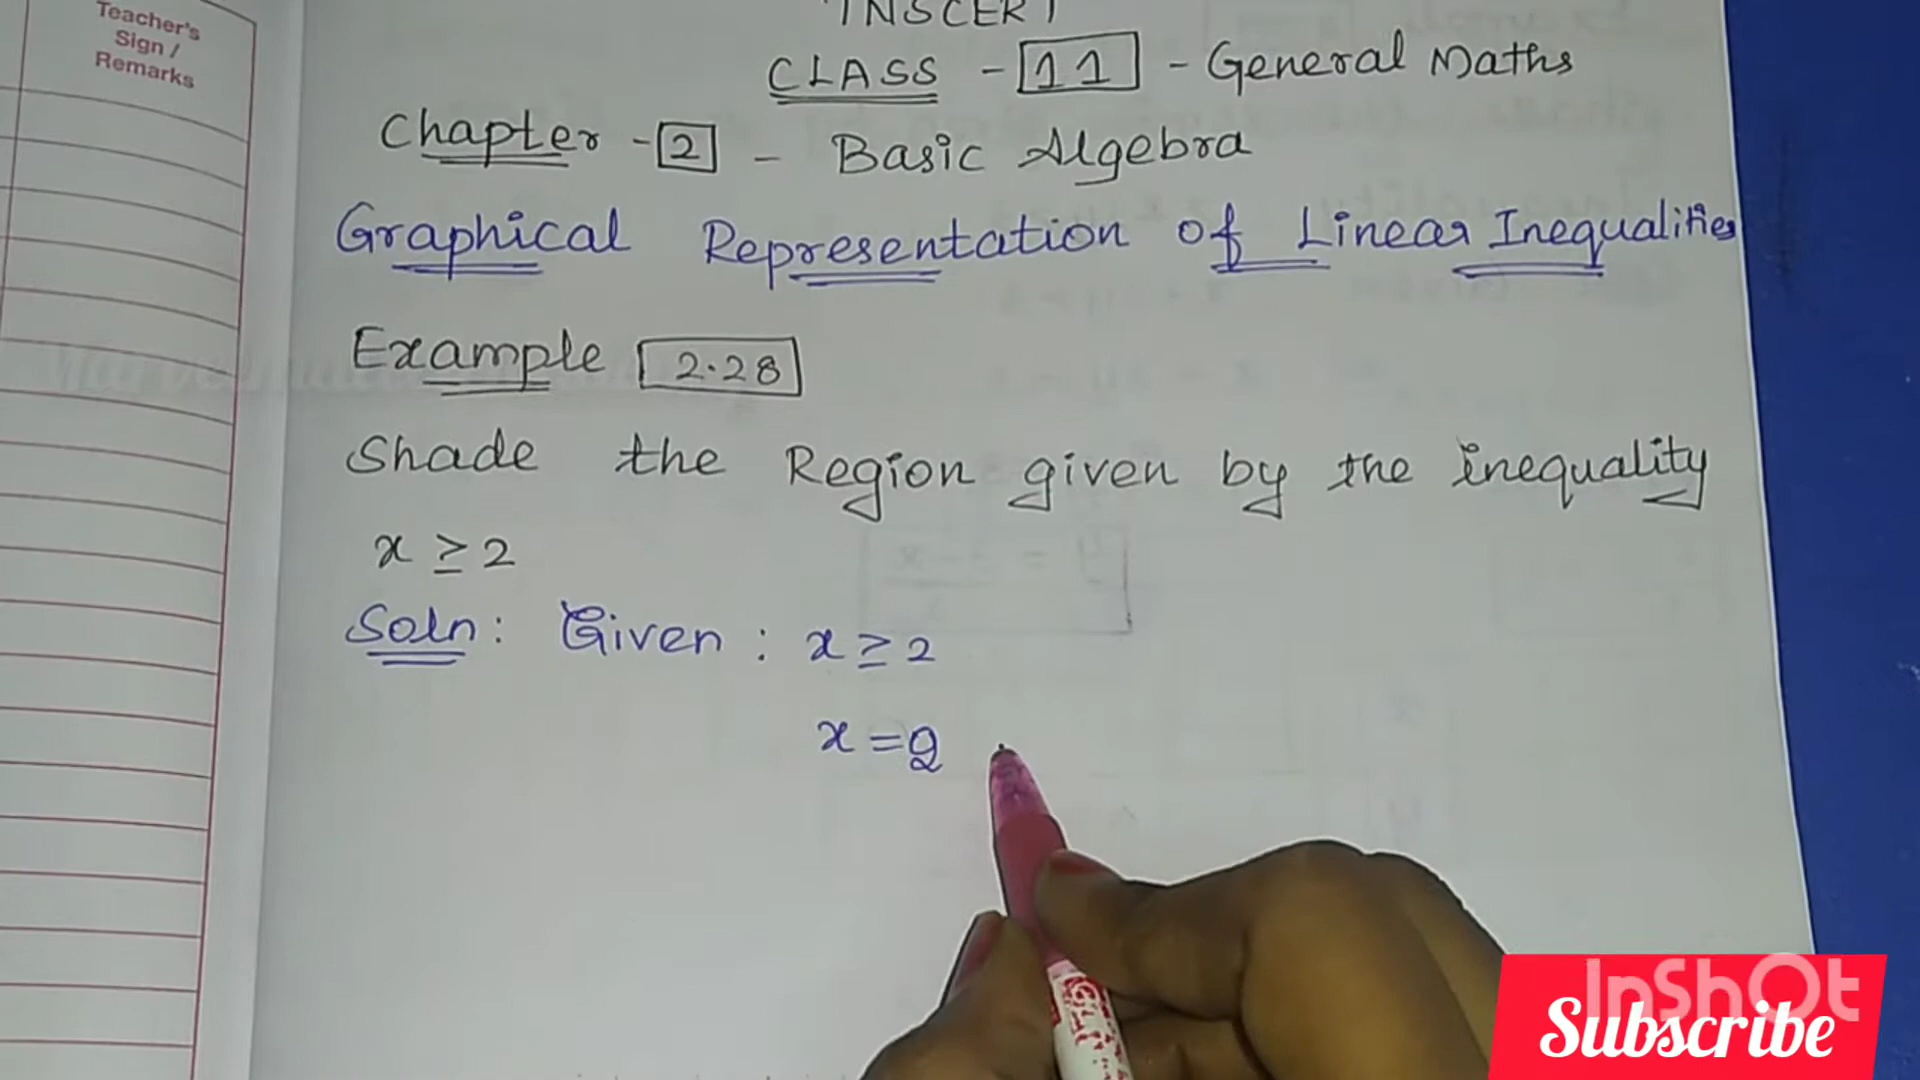 Teacher's
Sign /
Remarks
TNSCERT
CLASS - 11 - General Maths
Chapter - 2 - Basic Algebra
Graphical Representation of Linear Inequalities
Example 2.28
Shade the Region given by the inequality
x ≥ 2
Soln: Given: x ≥ 2
x = 2
InShOt
Subscribe